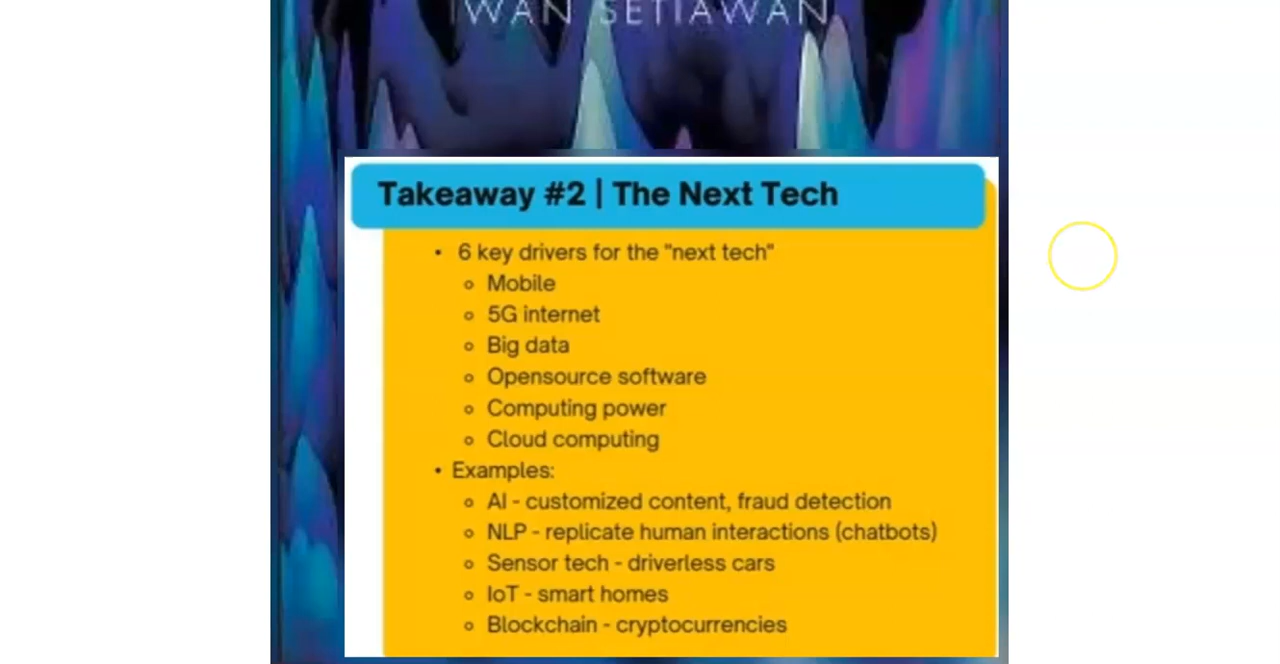 IWAN SETIAWAN
Takeaway #2 | The Next Tech
• 6 key drivers for the "next tech"
○ Mobile
○ 5G internet
○ Big data
○ Opensource software
○ Computing power
○ Cloud computing
• Examples:
○ AI - customized content, fraud detection
○ NLP - replicate human interactions (chatbots)
○ Sensor tech - driverless cars
○ IoT - smart homes
○ Blockchain - cryptocurrencies